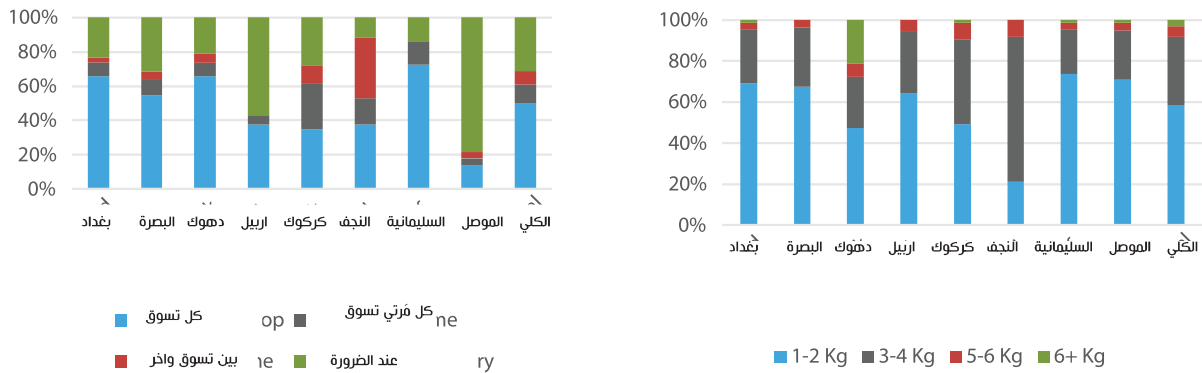 100%
80%
60%
40%
20%
0%
بغداد البصرة دهوك اربيل كركوك النجف السليمانية الموصل الكلي
كل تسوق op كل مَرتي تسوق ne
بين تسوق واخر ne عند الضرورة ry
100%
80%
60%
40%
20%
0%
بغداد البصرة دهوك اربيل كركوك النجف السليمانية الموصل الكلي
1-2 Kg 3-4 Kg 5-6 Kg 6+ Kg